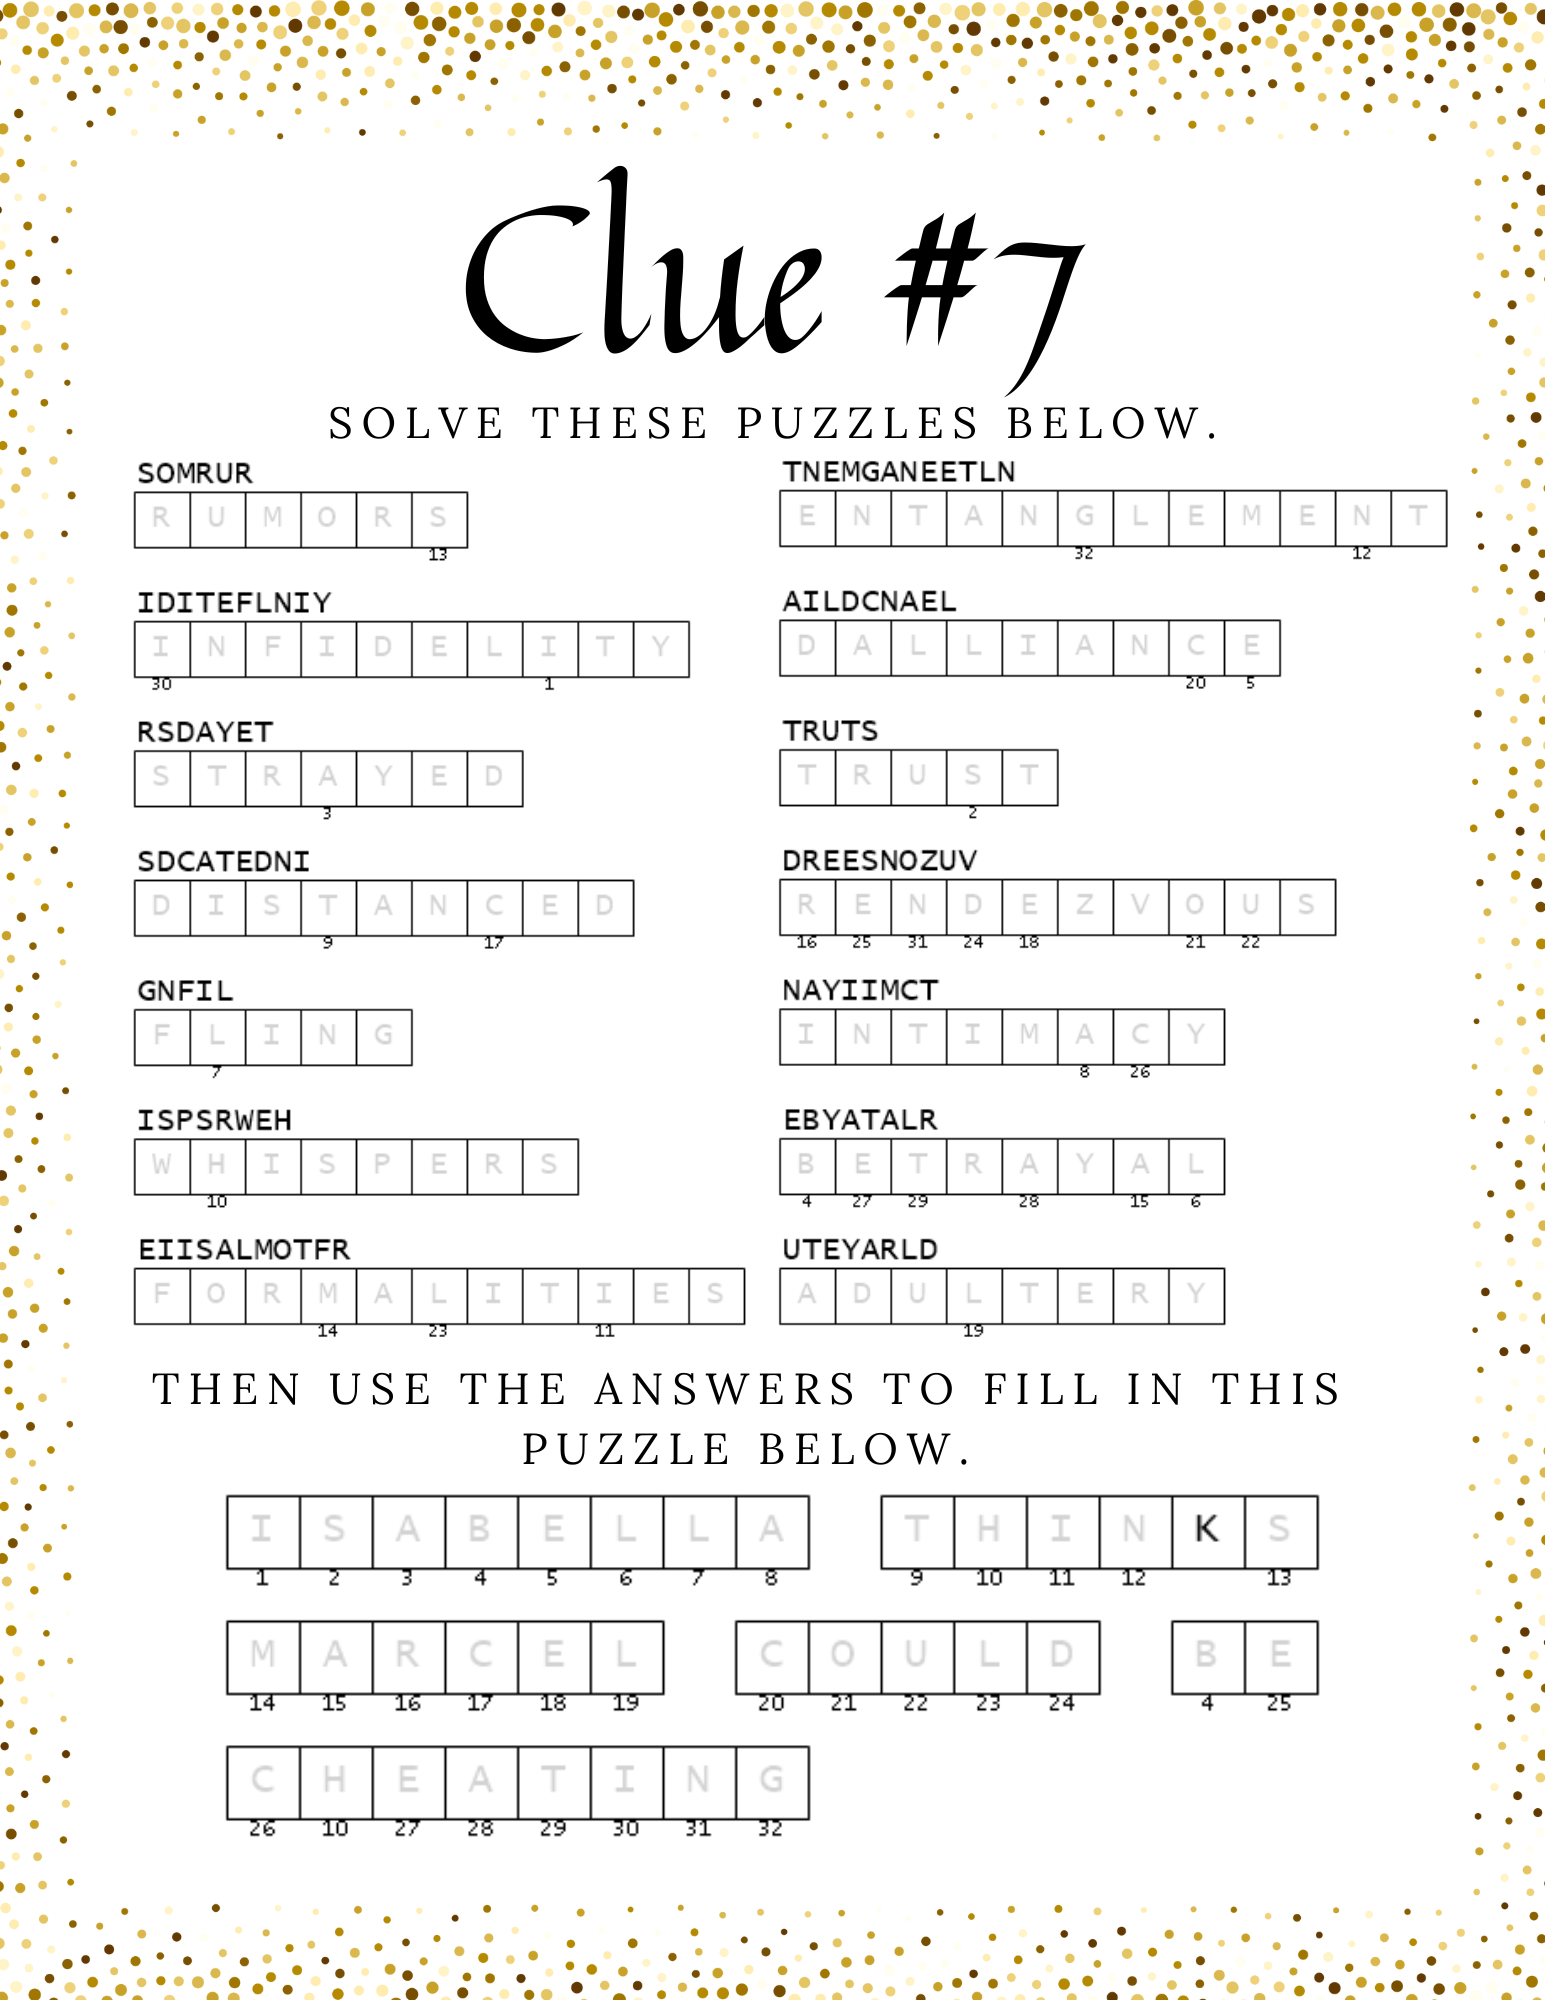 Clue #7
SOLVE THESE PUZZLES BELOW.
SOMRUR
R U M O R S
13
IDITEFLNIY
I N F I D E L I T Y
30 1
RSDAYET
S T R A Y E D
3
SDCATEDNI
D I S T A N C E D
9 17
GNFIL
F L I N G
7
ISPSRWEH
W H I S P E R S
10
EIISALMOTFR
F O R M A L I T I E S
14 23 11
TNEMGANEETLN
E N T A N G L E M E N T
32 12
AILDCNAEL
D A L L I A N C E
20 5
TRUTS
T R U S T
2
DREESNOZUV
R E N D E Z V O U S
16 25 31 24 18 21 22
NAYIIMCT
I N T I M A C Y
8 26
EBYATALR
B E T R A Y A L
4 27 29 28 15 6
UTEYARLD
A D U L T E R Y
19
THEN USE THE ANSWERS TO FILL IN THIS
PUZZLE BELOW.
I S A B E L L A T H I N K S
1 2 3 4 5 6 7 8 9 10 11 12 13
M A R C E L C O U L D B E
14 15 16 17 18 19 20 21 22 23 24 4 25
C H E A T I N G
26 10 27 28 29 30 31 32